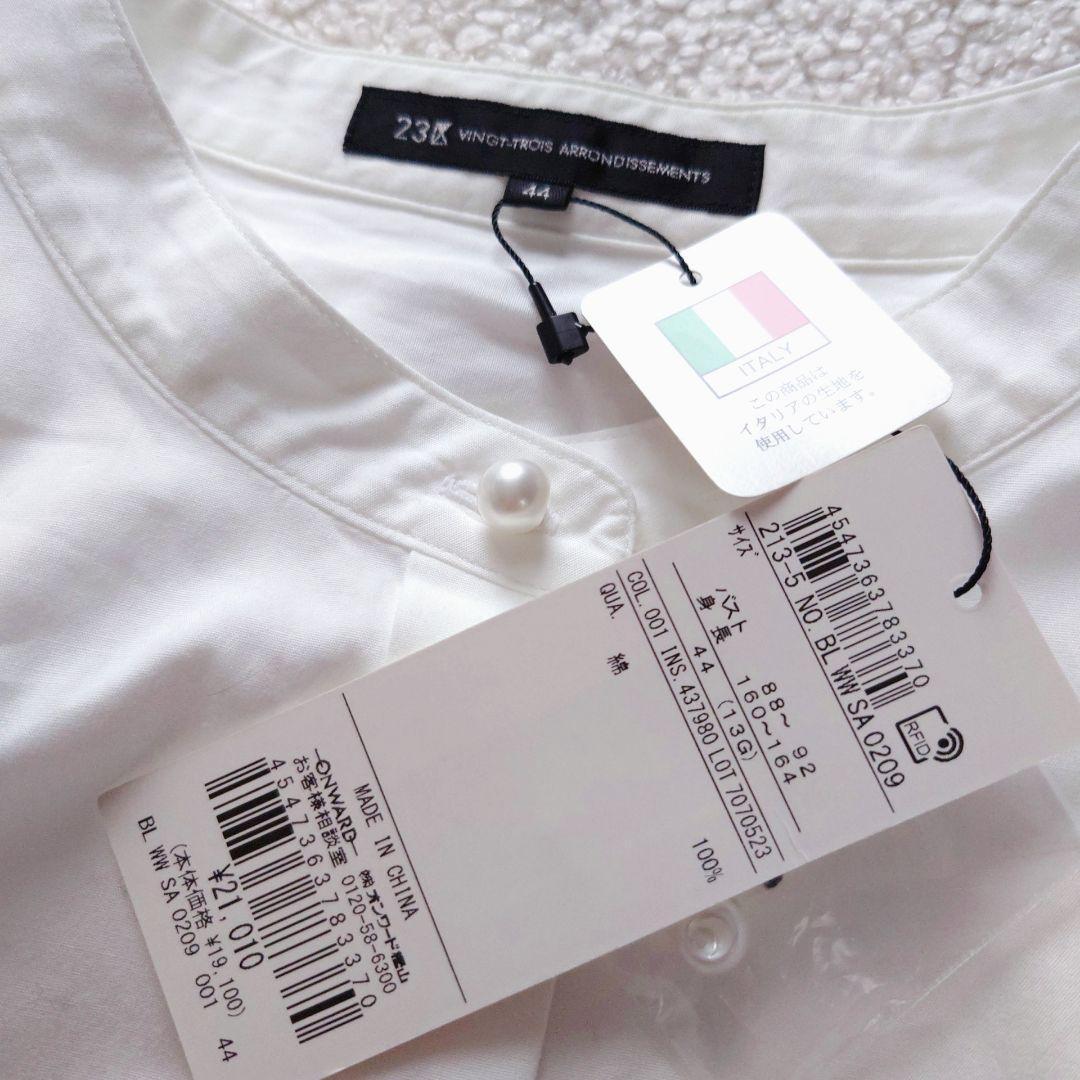 23区 VINGT-TROIS ARRONDISSEMENTS
44
ITALY
この商品は
イタリアの生地を
使用しています。
4547363783370
RFID
213-5 NO. BL WW SA 0209
サイズ
バスト 88～ 92
身長 160～164
44 (13G)
COL. 001 INS. 437980 LOT 7070523
QUA. 綿 100%
MADE IN CHINA
ONWARD ㈱オンワード樫山
お客様相談室 0120-58-6300
4547363783370
¥21,010
(本体価格 ¥19,100)
BL WW SA 0209 001 44